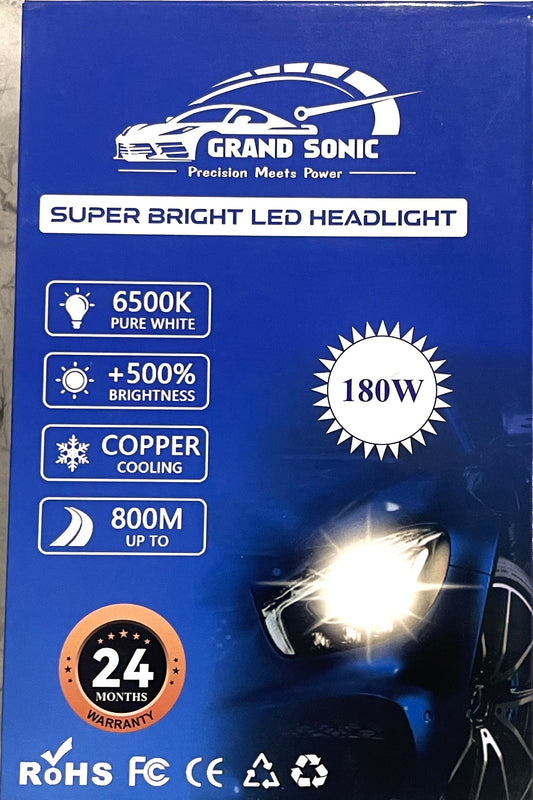 GRAND SONIC
Precision Meets Power
SUPER BRIGHT LED HEADLIGHT
6500K
PURE WHITE
+500%
BRIGHTNESS
COPPER
COOLING
800M
UP TO
180W
24
MONTHS
WARRANTY
RoHS FC CE